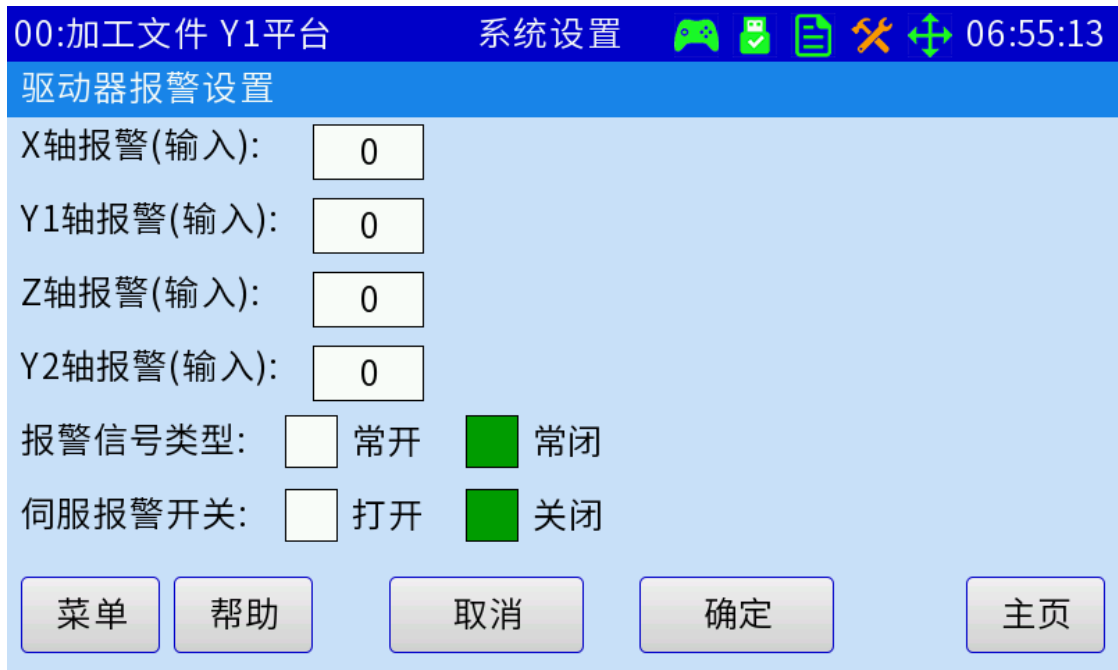 00:加工文件 Y1平台 系统设置 06:55:13
驱动器报警设置
X轴报警(输入): 0
Y1轴报警(输入): 0
Z轴报警(输入): 0
Y2轴报警(输入): 0
报警信号类型: 常开 常闭
伺服报警开关: 打开 关闭
菜单 帮助 取消 确定 主页